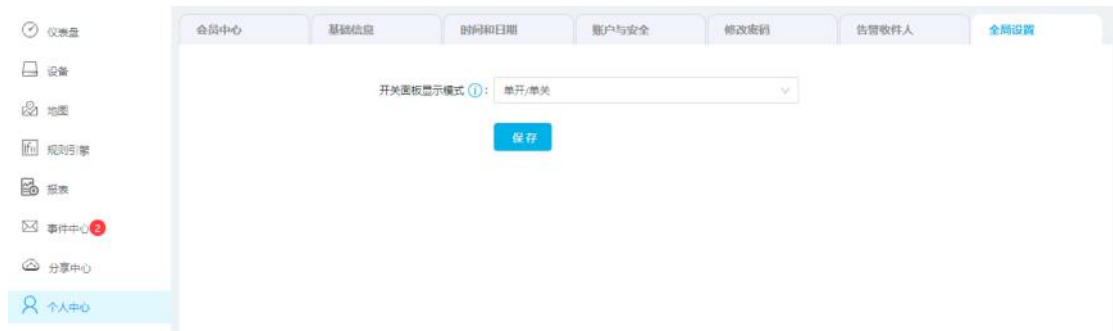 仪表盘
设备
地图
规则引擎
报表
事件中心 2
分享中心
个人中心
会员中心 基础信息 时间和日期 账户与安全 修改密码 告警收件人 全局设置
开关面板显示模式 ⓘ: 单开/单关
保存